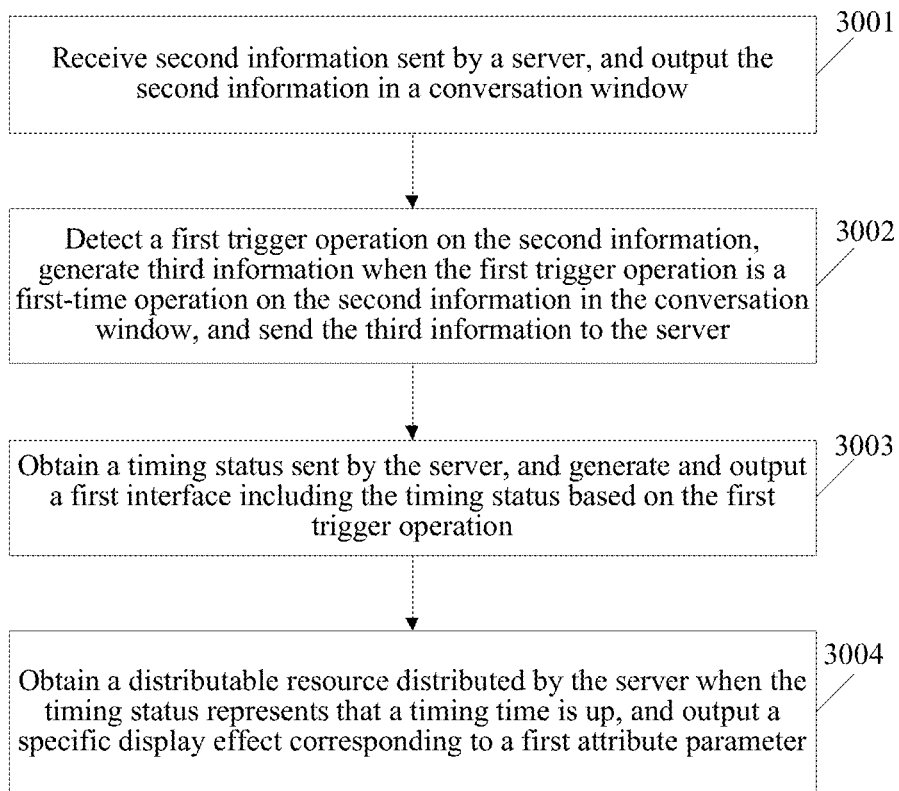 3001
Receive second information sent by a server, and output the
second information in a conversation window
3002
Detect a first trigger operation on the second information,
generate third information when the first trigger operation is a
first-time operation on the second information in the conversation
window, and send the third information to the server
3003
Obtain a timing status sent by the server, and generate and output
a first interface including the timing status based on the first
trigger operation
3004
Obtain a distributable resource distributed by the server when the
timing status represents that a timing time is up, and output a
specific display effect corresponding to a first attribute parameter